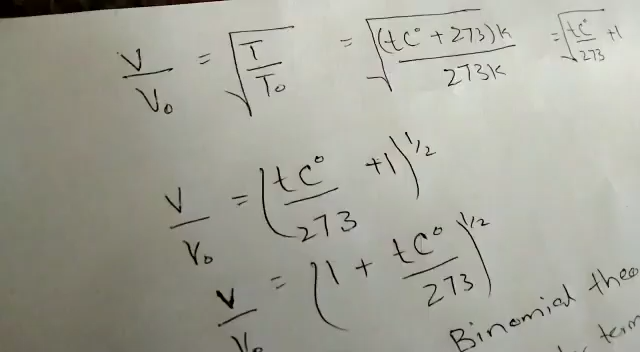 V/V₀ = √(T/T₀) = √((tC° + 273)K/273K) = √(tC°/273 + 1)
V/V₀ = (tC°/273 + 1)^1/2
V/V₀ = (1 + tC°/273)^1/2
Binomial theo
term